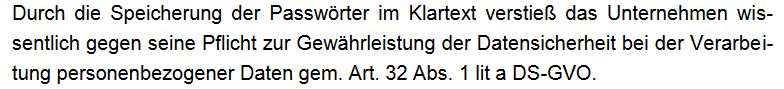 Durch die Speicherung der Passwörter im Klartext verstieß das Unternehmen wis-
sentlich gegen seine Pflicht zur Gewährleistung der Datensicherheit bei der Verarbei-
tung personenbezogener Daten gem. Art. 32 Abs. 1 lit a DS-GVO.